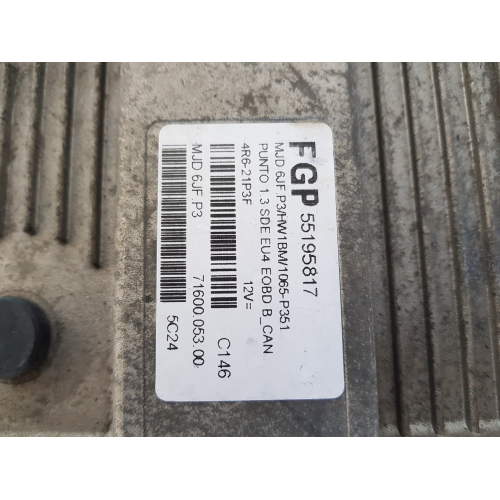 FGP 55195817
MJD 6JF.P3/HW1BM/1065-P351
PUNTO 1.3 SDE EU4 EOBD B_CAN
4R6-21P3F 12V= C146
MJD 6JF.P3 71600.053.00
5C24